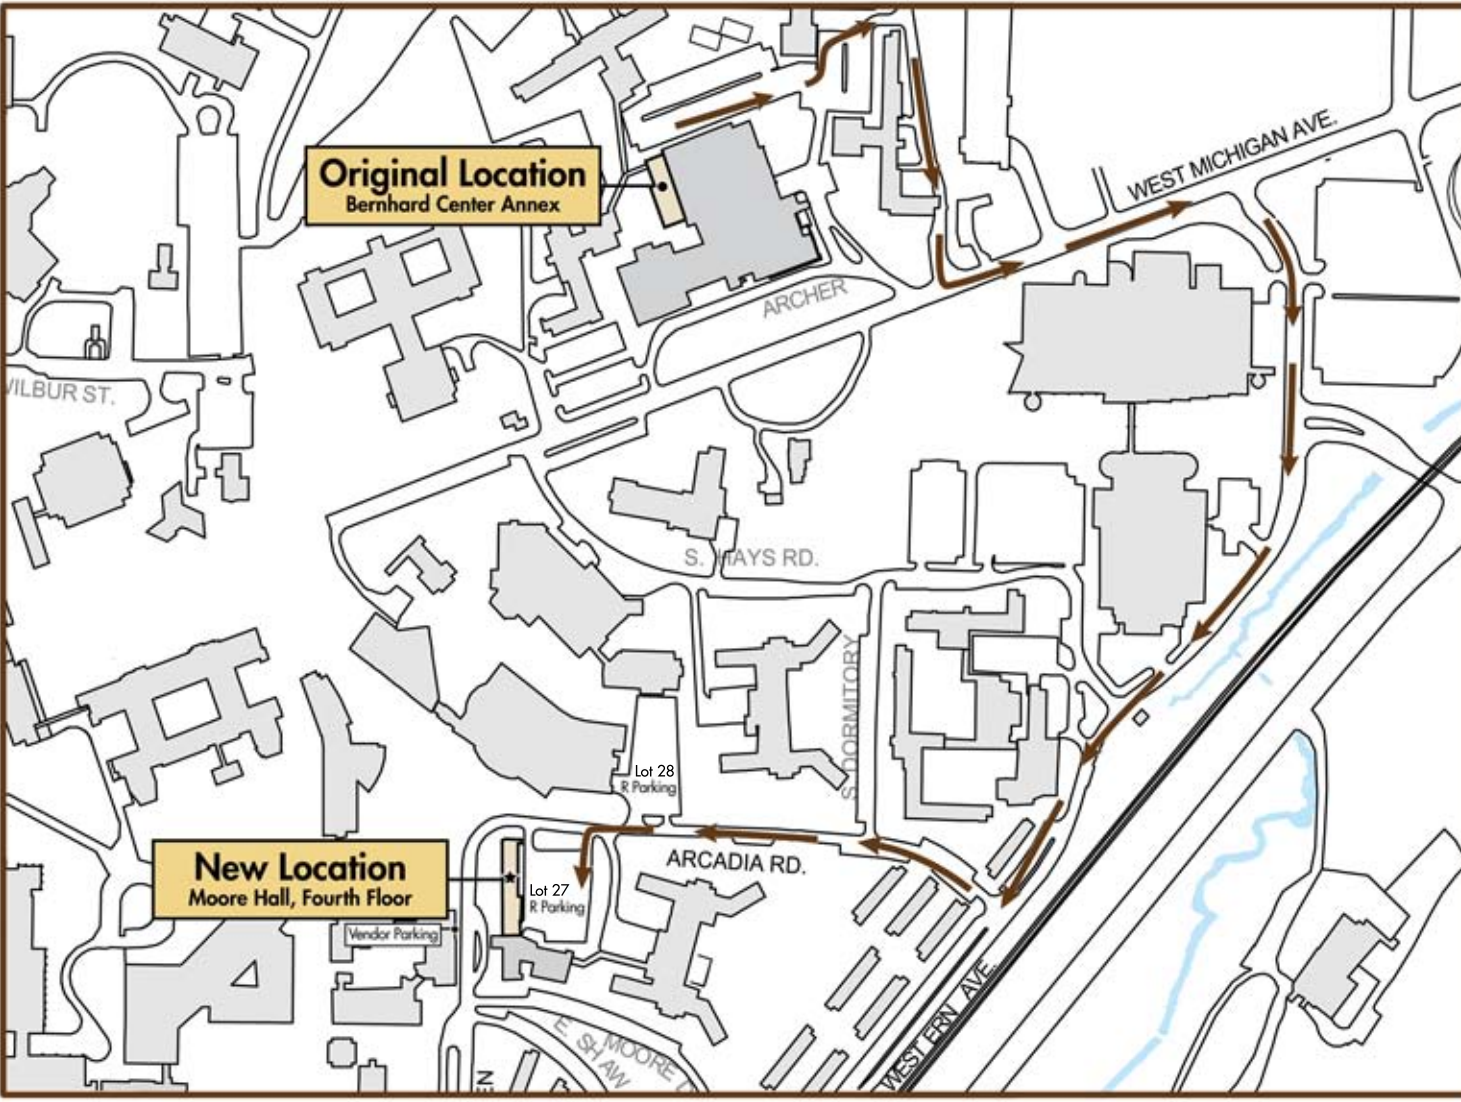 WEST MICHIGAN AVE.
Original Location
Bernhard Center Annex
ARCHER
WILBUR ST.
S. HAYS RD.
S. DORMITORY
Lot 28
R Parking
ARCADIA RD.
New Location
Moore Hall, Fourth Floor
Lot 27
R Parking
Vendor Parking
WESTERN AVE.
E. SHAW
MOORE D
EN